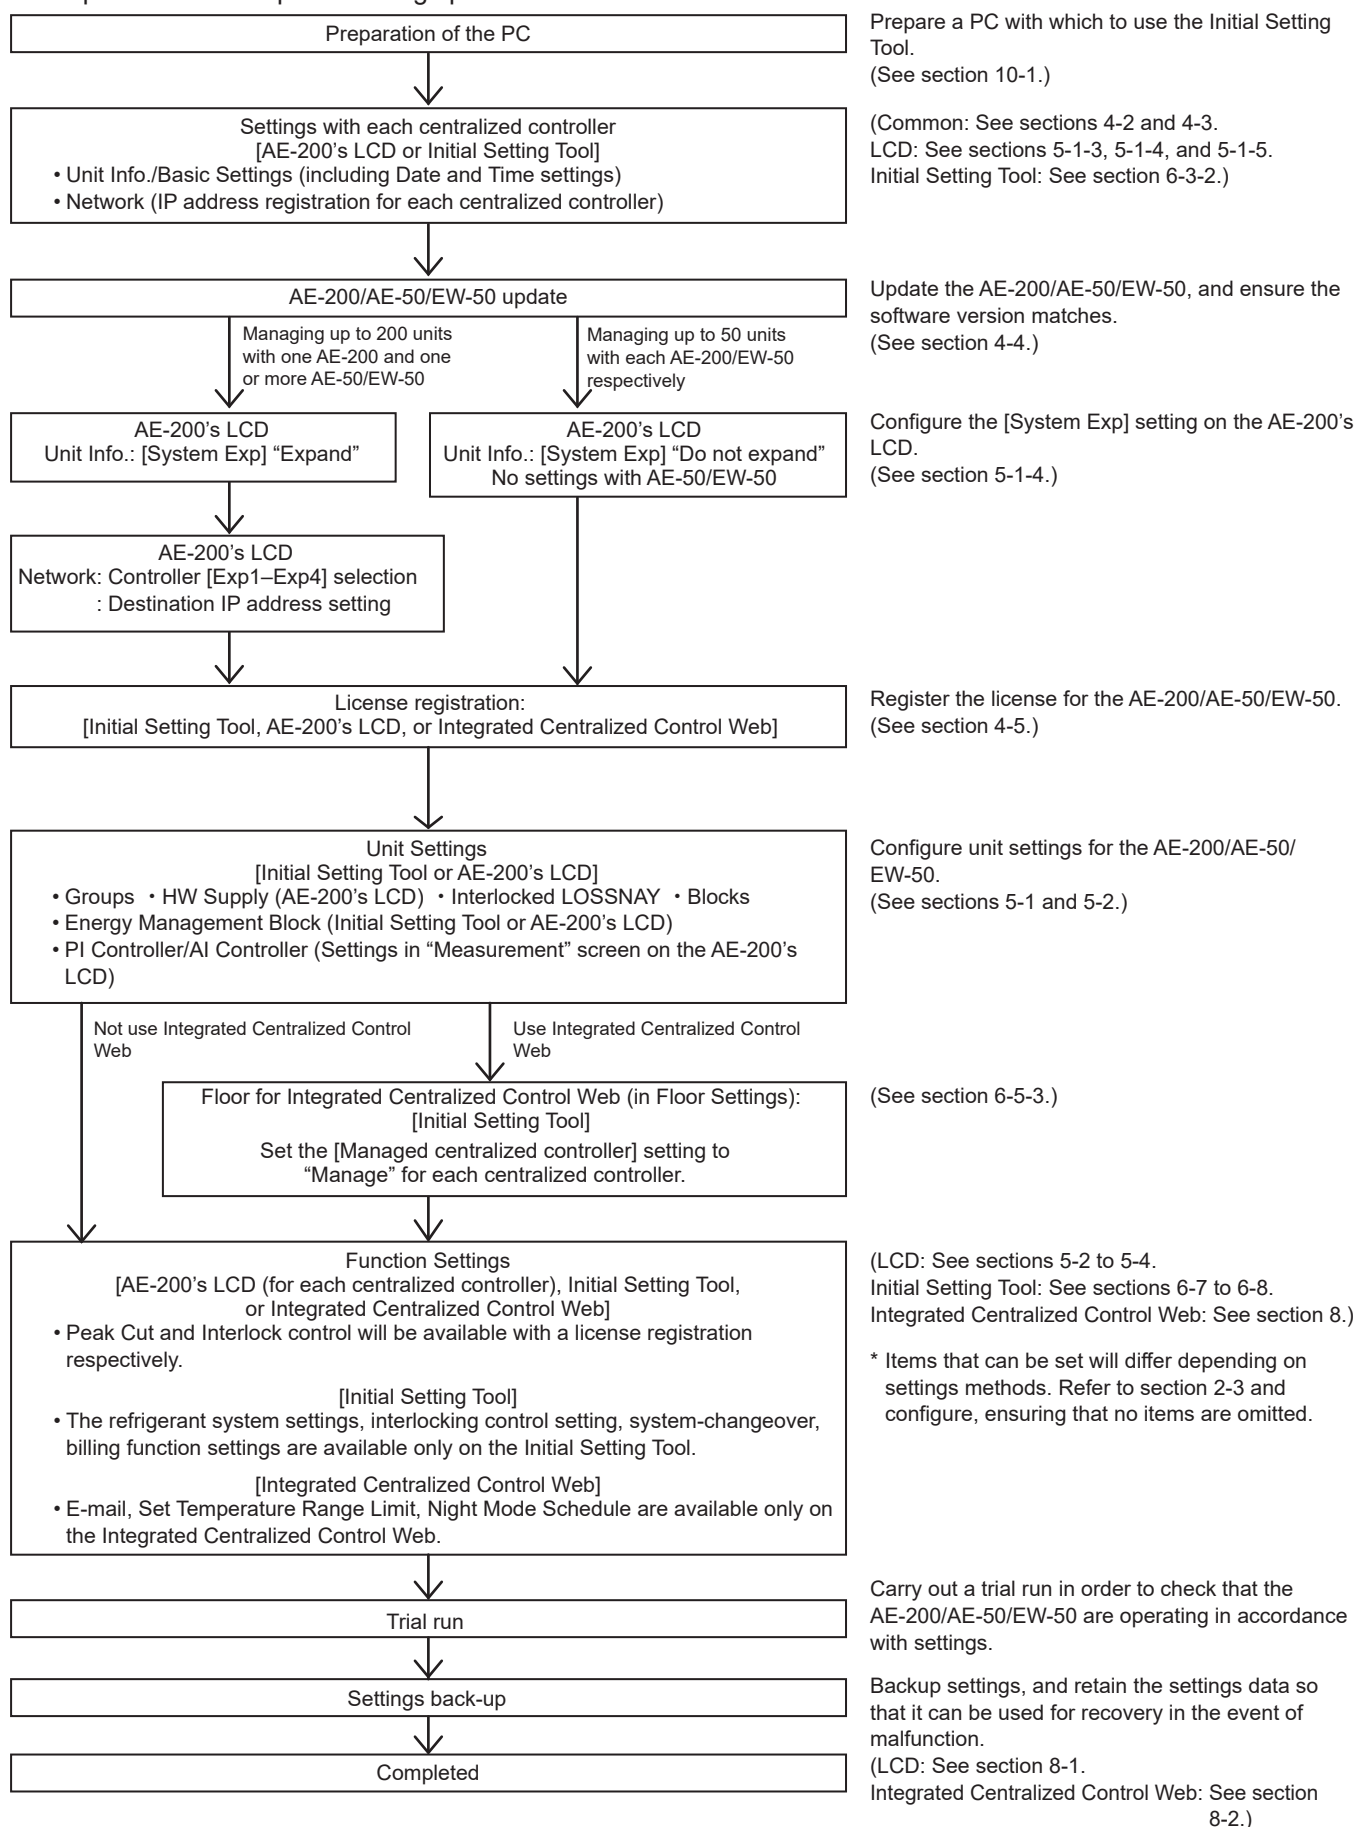 Preparation of the PC
Prepare a PC with which to use the Initial Setting
Tool.
(See section 10-1.)
Settings with each centralized controller
[AE-200’s LCD or Initial Setting Tool]
• Unit Info./Basic Settings (including Date and Time settings)
• Network (IP address registration for each centralized controller)
(Common: See sections 4-2 and 4-3.
LCD: See sections 5-1-3, 5-1-4, and 5-1-5.
Initial Setting Tool: See section 6-3-2.)
AE-200/AE-50/EW-50 update
Update the AE-200/AE-50/EW-50, and ensure the
software version matches.
(See section 4-4.)
Managing up to 200 units
with one AE-200 and one
or more AE-50/EW-50
Managing up to 50 units
with each AE-200/EW-50
respectively
AE-200’s LCD
Unit Info.: [System Exp] “Expand”
AE-200’s LCD
Unit Info.: [System Exp] “Do not expand”
No settings with AE-50/EW-50
Configure the [System Exp] setting on the AE-200’s
LCD.
(See section 5-1-4.)
AE-200’s LCD
Network: Controller [Exp1–Exp4] selection
: Destination IP address setting
License registration:
[Initial Setting Tool, AE-200’s LCD, or Integrated Centralized Control Web]
Register the license for the AE-200/AE-50/EW-50.
(See section 4-5.)
Unit Settings
[Initial Setting Tool or AE-200’s LCD]
• Groups ・HW Supply (AE-200’s LCD) ・Interlocked LOSSNAY ・Blocks
• Energy Management Block (Initial Setting Tool or AE-200’s LCD)
• PI Controller/AI Controller (Settings in “Measurement” screen on the AE-200’s
LCD)
Configure unit settings for the AE-200/AE-50/
EW-50.
(See sections 5-1 and 5-2.)
Not use Integrated Centralized Control
Web
Use Integrated Centralized Control
Web
Floor for Integrated Centralized Control Web (in Floor Settings):
[Initial Setting Tool]
Set the [Managed centralized controller] setting to
“Manage” for each centralized controller.
(See section 6-5-3.)
Function Settings
[AE-200’s LCD (for each centralized controller), Initial Setting Tool,
or Integrated Centralized Control Web]
• Peak Cut and Interlock control will be available with a license registration
respectively.
[Initial Setting Tool]
• The refrigerant system settings, interlocking control setting, system-changeover,
billing function settings are available only on the Initial Setting Tool.
[Integrated Centralized Control Web]
• E-mail, Set Temperature Range Limit, Night Mode Schedule are available only on
the Integrated Centralized Control Web.
(LCD: See sections 5-2 to 5-4.
Initial Setting Tool: See sections 6-7 to 6-8.
Integrated Centralized Control Web: See section 8.)
* Items that can be set will differ depending on
settings methods. Refer to section 2-3 and
configure, ensuring that no items are omitted.
Trial run
Carry out a trial run in order to check that the
AE-200/AE-50/EW-50 are operating in accordance
with settings.
Settings back-up
Backup settings, and retain the settings data so
that it can be used for recovery in the event of
malfunction.
(LCD: See section 8-1.
Integrated Centralized Control Web: See section
8-2.)
Completed